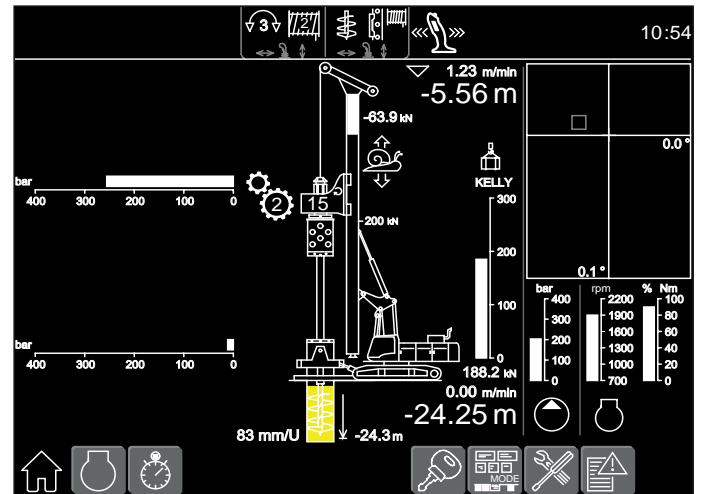 3 2 10:54
1.23 m/min
-5.56 m
-63.9 kN
0.0 °
bar
400 300 200 100 0
2 15
KELLY
300
200 kN
200
0.1 °
100
bar rpm % Nm
400 2200 100
300 1900 80
200 1600 60
1300 40
100 1000 20
0 700 0
bar
400 300 200 100 0
0
188.2 kN
0.00 m/min
-24.25 m
83 mm/U -24.3 m
MODE